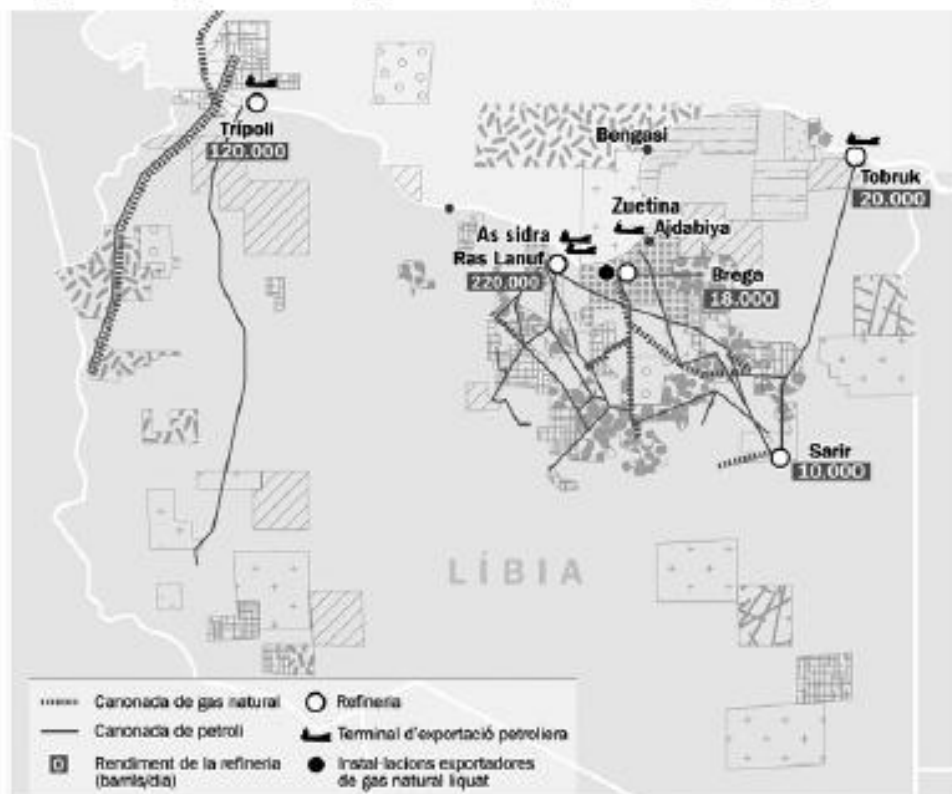 Trípoli
120.000
Bengasi
Tobruk
20.000
Zuetina
Ajdabiya
As sidra
Ras Lanuf
220.000
Brega
18.000
Sarir
10.000
LÍBIA
Canonada de gas natural
Refineria
Canonada de petroli
Terminal d'exportació petroliera
Rendiment de la refineria
(barrils/dia)
Instal·lacions exportadores
de gas natural liquat